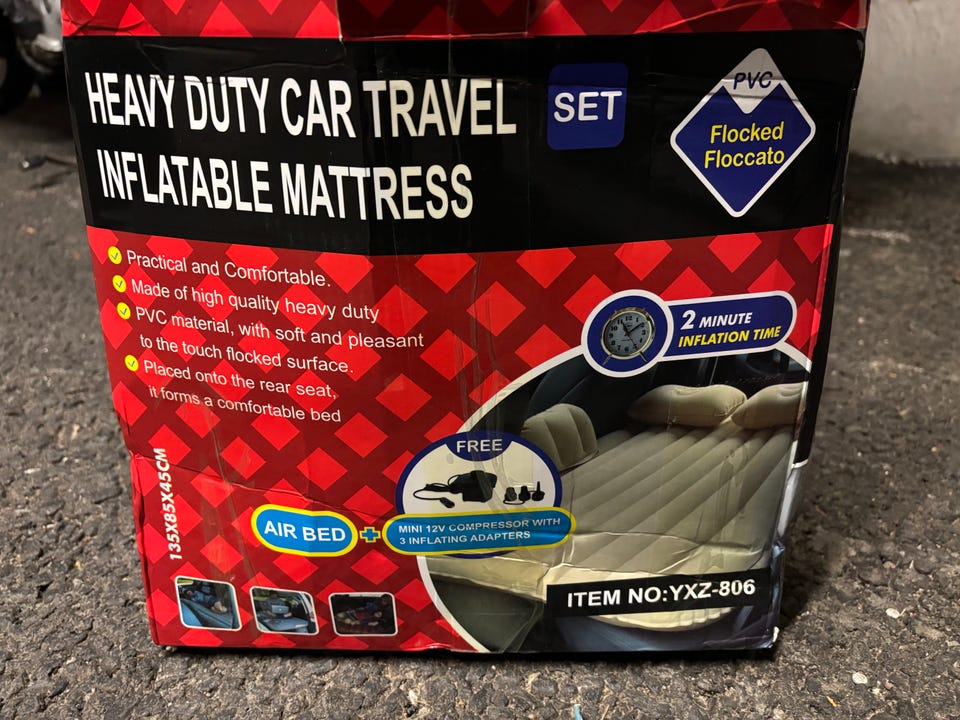 HEAVY DUTY CAR TRAVEL
INFLATABLE MATTRESS
SET
PVC
Flocked
Floccato
Practical and Comfortable.
Made of high quality heavy duty
PVC material, with soft and pleasant
to the touch flocked surface.
Placed onto the rear seat,
it forms a comfortable bed
2 MINUTE
INFLATION TIME
135X85X45CM
FREE
AIR BED +
MINI 12V COMPRESSOR WITH
3 INFLATING ADAPTERS
ITEM NO:YXZ-806